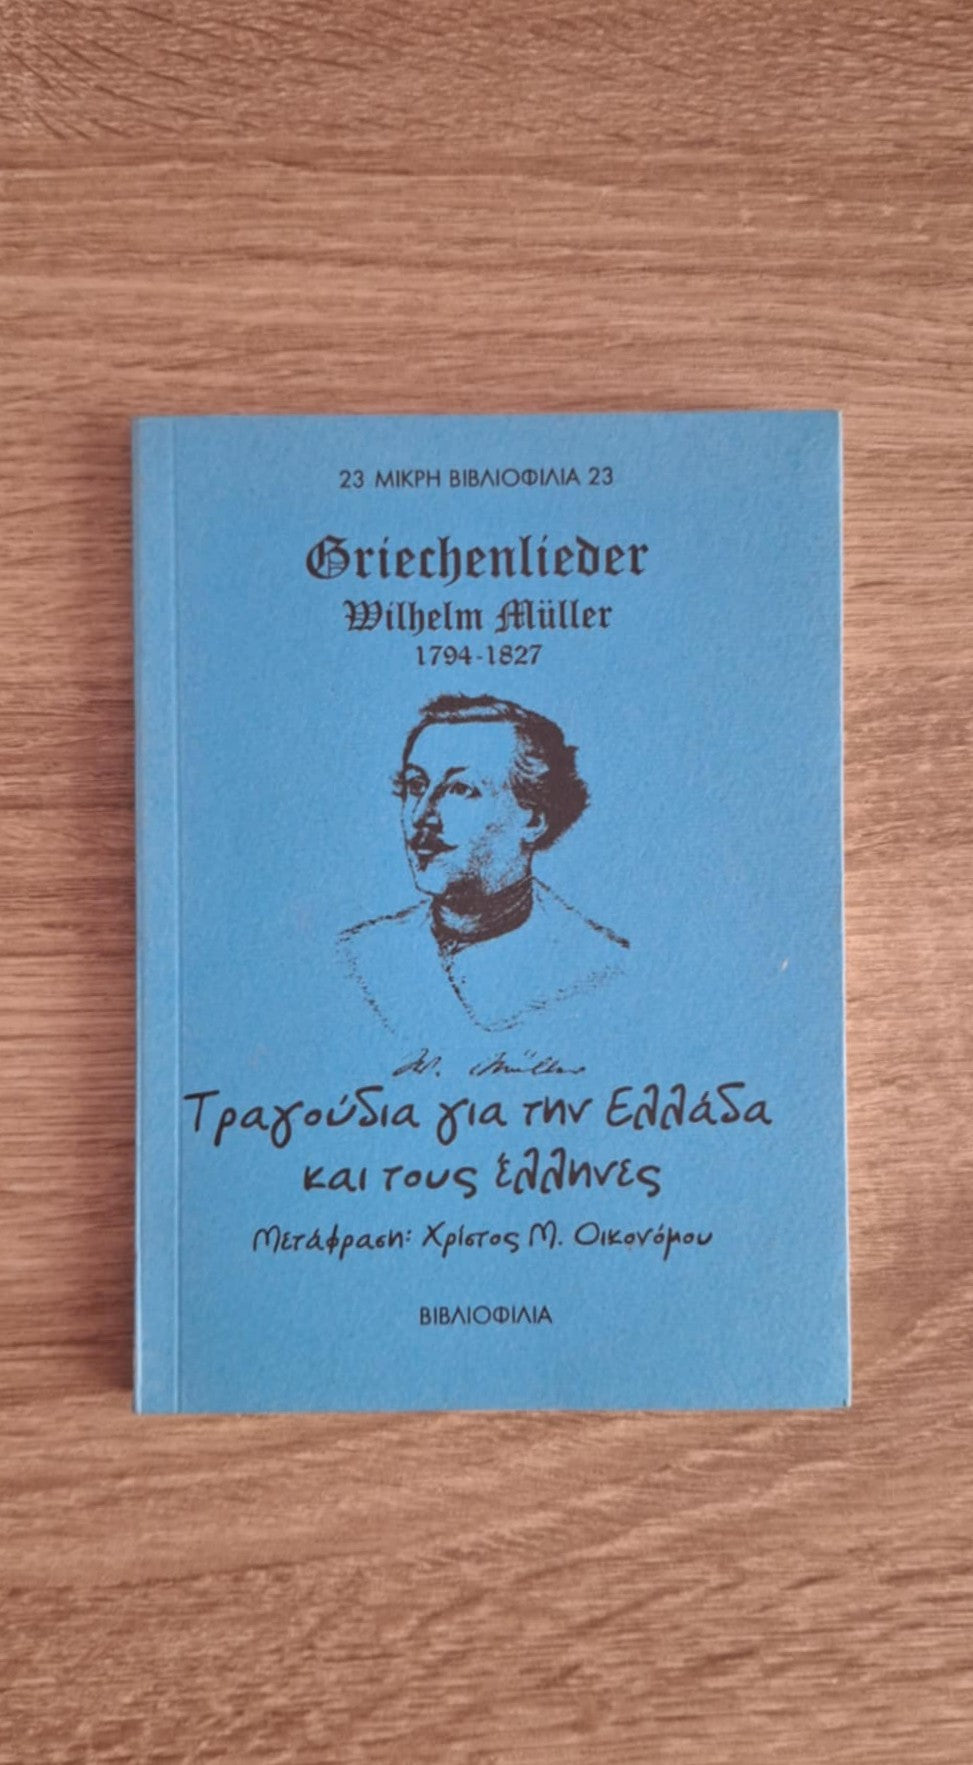 23 ΜΙΚΡΗ ΒΙΒΛΙΟΦΙΛΙΑ 23
Griechenlieder
Wilhelm Müller
1794-1827
W. Müller
Τραγούδια για την Ελλάδα
και τους Έλληνες
Μετάφραση: Χρίστος Μ. Οικονόμου
ΒΙΒΛΙΟΦΙΛΙΑ